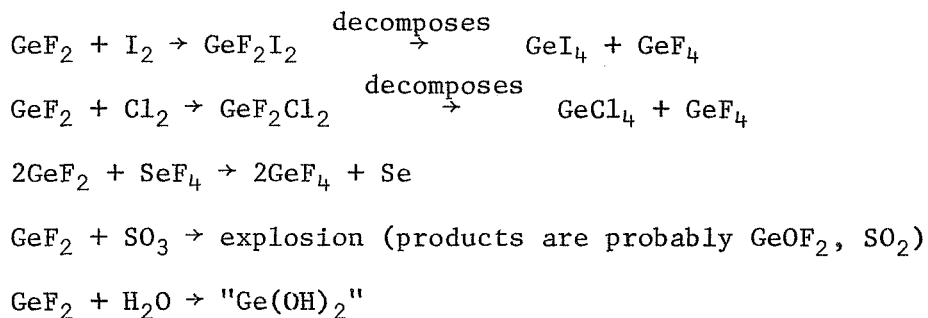 GeF₂ + I₂ → GeF₂I₂ decomposes → GeI₄ + GeF₄
GeF₂ + Cl₂ → GeF₂Cl₂ decomposes → GeCl₄ + GeF₄
2GeF₂ + SeF₄ → 2GeF₄ + Se
GeF₂ + SO₃ → explosion (products are probably GeOF₂, SO₂)
GeF₂ + H₂O → "Ge(OH)₂"